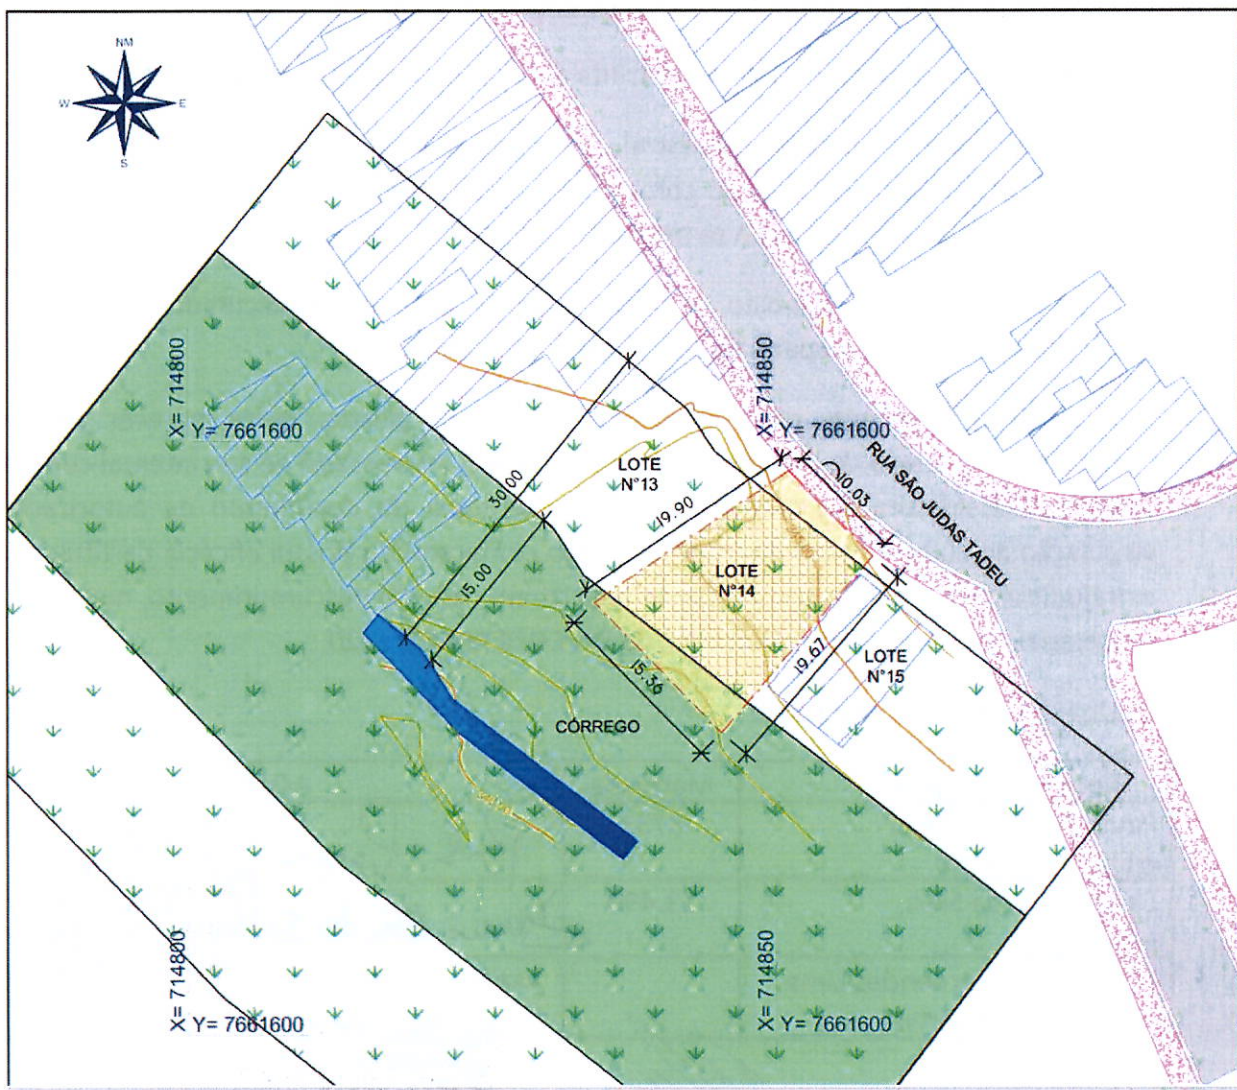 NM
W
E
S
X= 714800
Y= 7661600
X= 714850
Y= 7661600
RUA SÃO JUDAS TADEU
10.03
LOTE
N°13
30.00
19.90
15.00
LOTE
N°14
19.67
LOTE
N°15
15.36
CÓRREGO
X= 714800
Y= 7661600
X= 714850
Y= 7661600